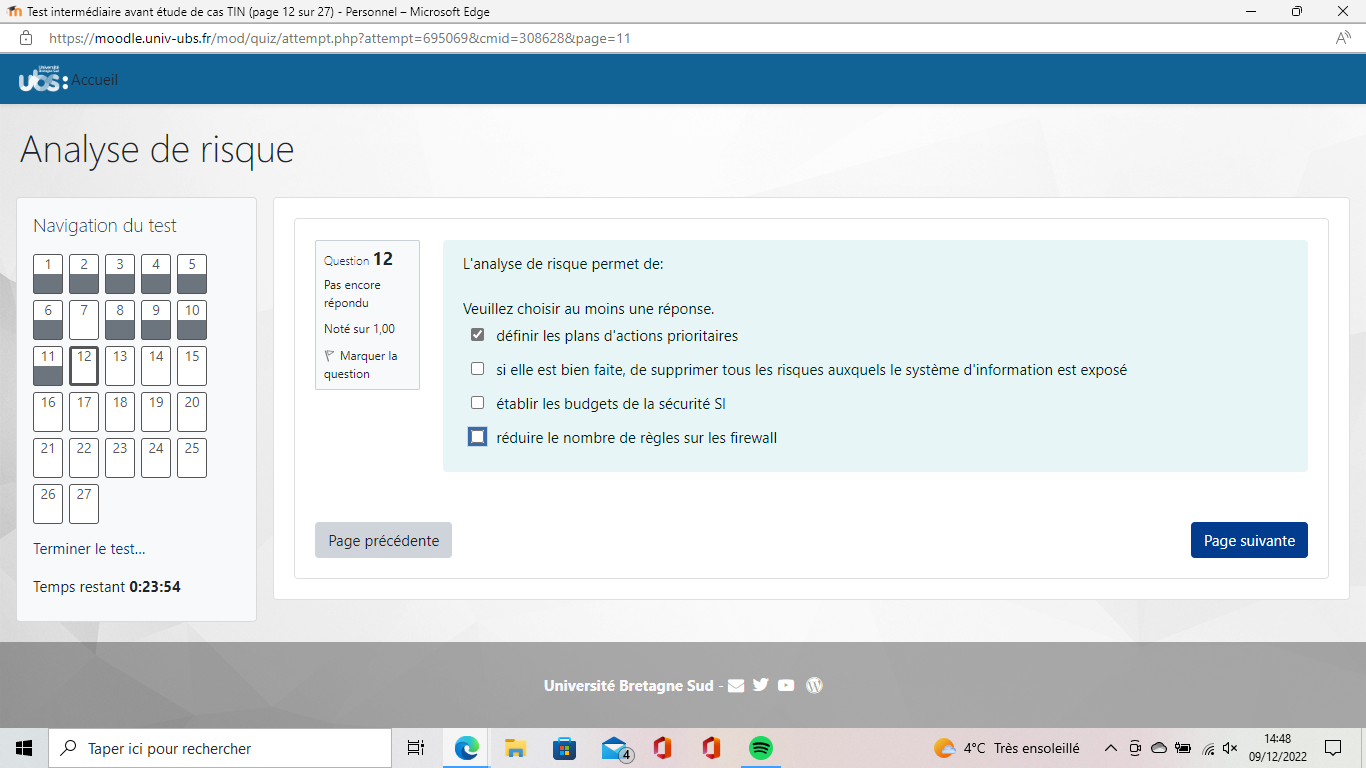 Test intermédiaire avant étude de cas TIN (page 12 sur 27) - Personnel – Microsoft Edge
https://moodle.univ-ubs.fr/mod/quiz/attempt.php?attempt=695069&cmid=308628&page=11
ubs: Accueil
Analyse de risque
Navigation du test
1 2 3 4 5
6 7 8 9 10
11 12 13 14 15
16 17 18 19 20
21 22 23 24 25
26 27
Terminer le test...
Temps restant 0:23:54
Question 12
Pas encore
répondu
Noté sur 1,00
Marquer la
question
L'analyse de risque permet de:
Veuillez choisir au moins une réponse.
définir les plans d'actions prioritaires
si elle est bien faite, de supprimer tous les risques auxquels le système d'information est exposé
établir les budgets de la sécurité SI
réduire le nombre de règles sur les firewall
Page précédente
Page suivante
Université Bretagne Sud -
Taper ici pour rechercher
4
4°C Très ensoleillé
14:48
09/12/2022